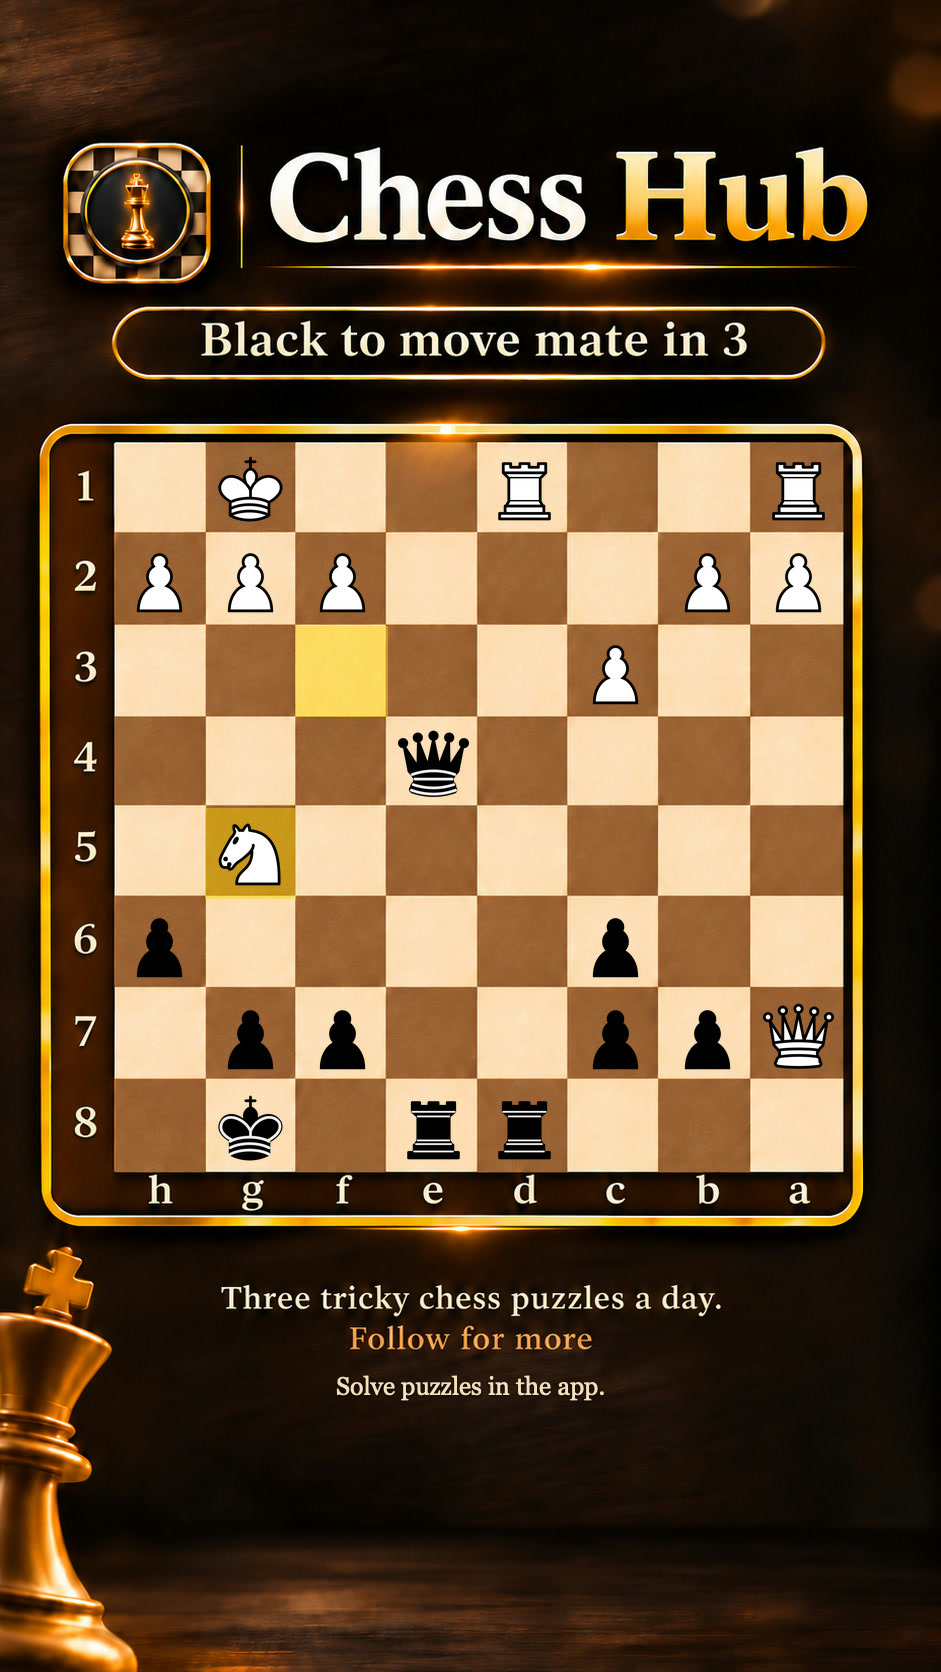 Chess Hub
Black to move mate in 3
1
2
3
4
5
6
7
8
h g f e d c b a
Three tricky chess puzzles a day.
Follow for more
Solve puzzles in the app.